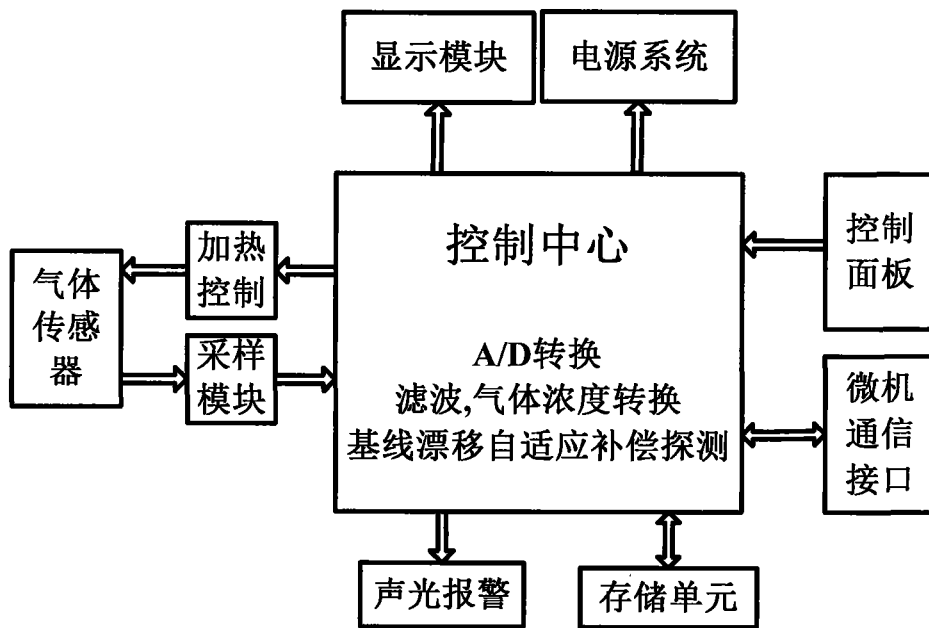 显示模块
电源系统
控制中心
A/D转换
滤波,气体浓度转换
基线漂移自适应补偿探测
气体
传感
器
加热
控制
采样
模块
控制
面板
微机
通信
接口
声光报警
存储单元